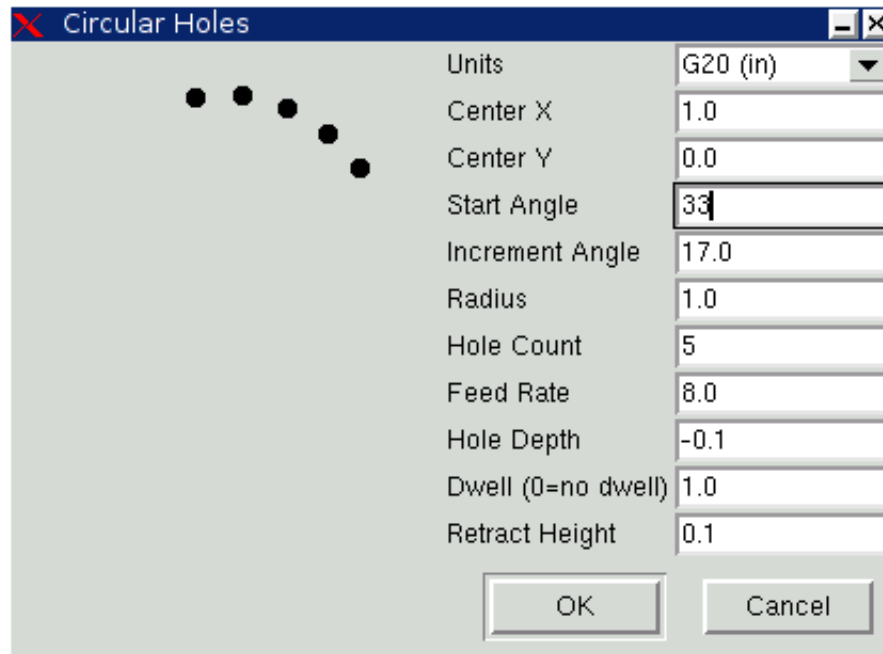 Circular Holes
Units G20 (in)
Center X 1.0
Center Y 0.0
Start Angle 33
Increment Angle 17.0
Radius 1.0
Hole Count 5
Feed Rate 8.0
Hole Depth -0.1
Dwell (0=no dwell) 1.0
Retract Height 0.1
OK Cancel